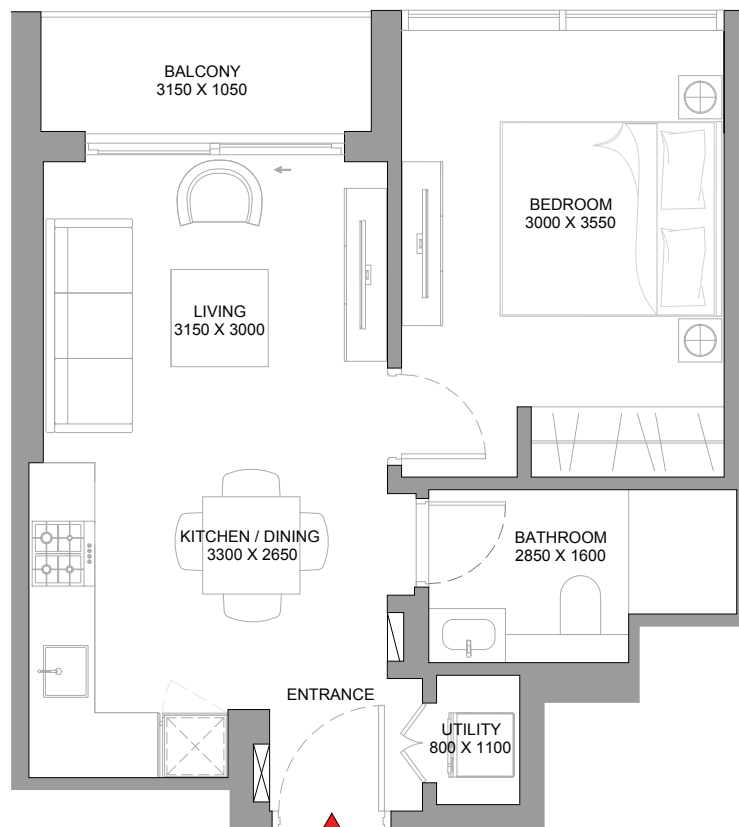 BALCONY
3150 X 1050
BEDROOM
3000 X 3550
LIVING
3150 X 3000
KITCHEN / DINING
3300 X 2650
BATHROOM
2850 X 1600
ENTRANCE
UTILITY
800 X 1100